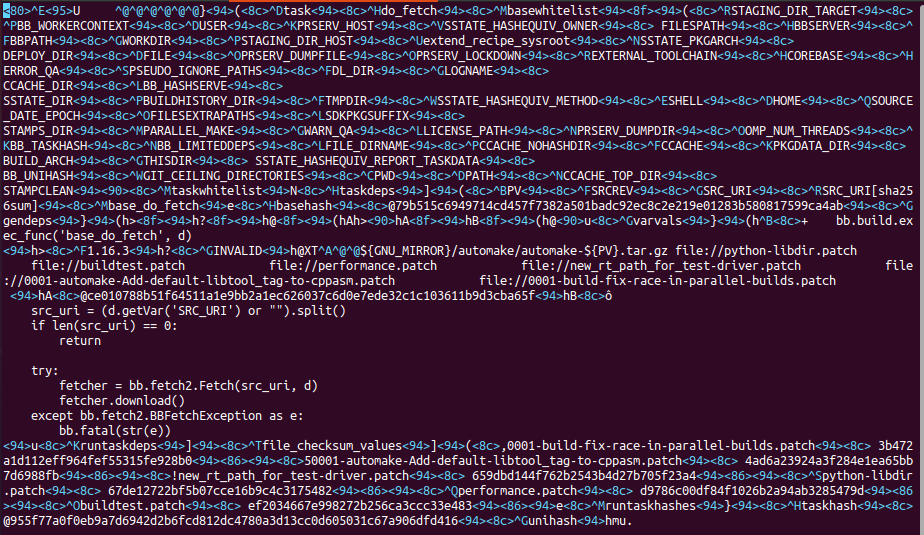 <80>^E<95>U     ^@^@^@^@^@^@}<94>(<8c>^Dtask<94><8c>^Hdo_fetch<94><8c>^Mbasewhitelist<94><8f><94>(<8c>^RSTAGING_DIR_TARGET<94><8c>
^PBB_WORKERCONTEXT<94><8c>^DUSER<94><8c>^KPRSERV_HOST<94><8c>^VSSTATE_HASHEQUIV_OWNER<94><8c> FILESPATH<94><8c>^HBBSERVER<94><8c>^
FBBPATH<94><8c>^GWORKDIR<94><8c>^PSTAGING_DIR_HOST<94><8c>^Uextend_recipe_sysroot<94><8c>^NSSTATE_PKGARCH<94><8c>
DEPLOY_DIR<94><8c>^DFILE<94><8c>^OPRSERV_DUMPFILE<94><8c>^OPRSERV_LOCKDOWN<94><8c>^REXTERNAL_TOOLCHAIN<94><8c>^HCOREBASE<94><8c>^H
ERROR_QA<94><8c>^SPSEUDO_IGNORE_PATHS<94><8c>^FDL_DIR<94><8c>^GLOGNAME<94><8c>
CCACHE_DIR<94><8c>^LBB_HASHSERVE<94><8c>
SSTATE_DIR<94><8c>^PBUILDHISTORY_DIR<94><8c>^FTMPDIR<94><8c>^WSSTATE_HASHEQUIV_METHOD<94><8c>^ESHELL<94><8c>^DHOME<94><8c>^QSOURCE
_DATE_EPOCH<94><8c>^OFILESEXTRAPATHS<94><8c>^LSDKPKGSUFFIX<94><8c>
STAMPS_DIR<94><8c>^MPARALLEL_MAKE<94><8c>^GWARN_QA<94><8c>^LLICENSE_PATH<94><8c>^NPRSERV_DUMPDIR<94><8c>^OOMP_NUM_THREADS<94><8c>^
KBB_TASKHASH<94><8c>^NBB_LIMITEDDEPS<94><8c>^LFILE_DIRNAME<94><8c>^PCCACHE_NOHASHDIR<94><8c>^FCCACHE<94><8c>^KPKGDATA_DIR<94><8c>
BUILD_ARCH<94><8c>^GTHISDIR<94><8c> SSTATE_HASHEQUIV_REPORT_TASKDATA<94><8c>
BB_UNIHASH<94><8c>^WGIT_CEILING_DIRECTORIES<94><8c>^CPWD<94><8c>^DPATH<94><8c>^NCCACHE_TOP_DIR<94><8c>
STAMPCLEAN<94><90><8c>^Mtaskwhitelist<94>N<8c>^Htaskdeps<94>]<94>(<8c>^BPV<94><8c>^FSRCREV<94><8c>^GSRC_URI<94><8c>^RSRC_URI[sha25
6sum]<94><8c>^Mbase_do_fetch<94>e<8c>^Hbasehash<94><8c>@79b515c6949714cd457f7382a501badc92ec8c2e219e01283b580817599ca4ab<94><8c>^G
gendeps<94>}<94>(h><8f><94>h?<8f><94>h@<8f><94>(hAh><90>hA<8f><94>hB<8f><94>(h@<90>u<8c>^Gvarvals<94>}<94>(h^B<8c>+    bb.build.ex
ec_func('base_do_fetch', d)
<94>h><8c>^F1.16.3<94>h?<8c>^GINVALID<94>h@XT^A^@^@${GNU_MIRROR}/automake/automake-${PV}.tar.gz file://python-libdir.patch
    file://buildtest.patch            file://performance.patch            file://new_rt_path_for_test-driver.patch            file
://0001-automake-Add-default-libtool_tag-to-cppasm.patch            file://0001-build-fix-race-in-parallel-builds.patch
 <94>hA<8c>@ce010788b51f64511a1e9bb2a1ec626037c6d0e7ede32c1c103611b9d3cba65f<94>hB<8c>ô
    src_uri = (d.getVar('SRC_URI') or "").split()
    if len(src_uri) == 0:
        return
    try:
        fetcher = bb.fetch2.Fetch(src_uri, d)
        fetcher.download()
    except bb.fetch2.BBFetchException as e:
        bb.fatal(str(e))
<94>u<8c>^Kruntaskdeps<94>]<94><8c>^Tfile_checksum_values<94>]<94>(<8c>,0001-build-fix-race-in-parallel-builds.patch<94><8c> 3b472
a1d112eff964fef55315fe928b0<94><86><94><8c>50001-automake-Add-default-libtool_tag-to-cppasm.patch<94><8c> 4ad6a23924a3f284e1ea65bb
7d6988fb<94><86><94><8c>!new_rt_path_for_test-driver.patch<94><8c> 659dbd144f762b2543b4d27b705f23a4<94><86><94><8c>^Spython-libdir
.patch<94><8c> 67de12722bf5b07cce16b9c4c3175482<94><86><94><8c>^Qperformance.patch<94><8c> d9786c00df84f1026b2a94ab3285479d<94><86
><94><8c>^Obuildtest.patch<94><8c> ef2034667e998272b256ca3ccc33e483<94><86><94>e<8c>^Mruntaskhashes<94>}<94><8c>^Htaskhash<94><8c>
@955f77a0f0eb9a7d6942d2b6fcd812dc4780a3d13cc0d605031c67a906dfd416<94><8c>^Gunihash<94>hmu.